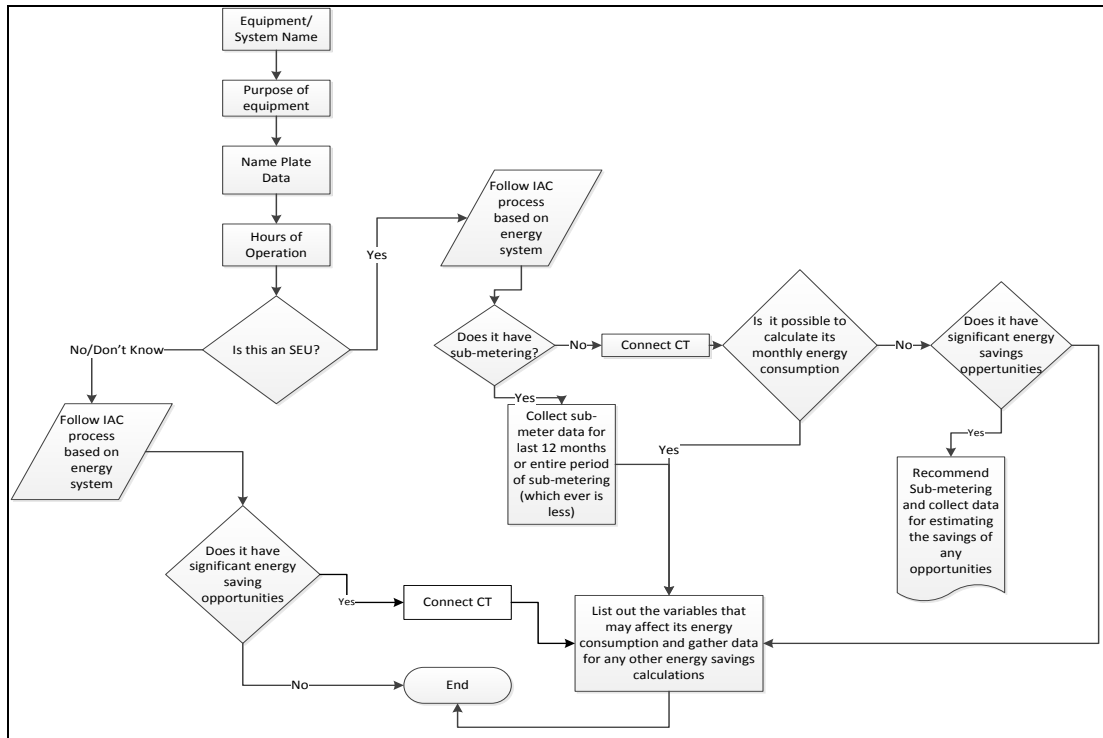 Equipment/
System Name
Purpose of
equipment
Name Plate
Data
Hours of
Operation
Is this an SEU?
Yes
No/Don't Know
Follow IAC
process
based on
energy
system
Does it have
sub-metering?
No
Connect CT
Is  it possible to
calculate its
monthly energy
consumption
No
Does it have
significant energy
savings
oppertunities
Yes
Collect sub-
meter data for
last 12 months
or entire period
of sub-metering
(which ever is
less)
Yes
Yes
Recommend
Sub-metering
and collect data
for estimating
the savings of
any
opportunities
Follow IAC
process
based on
energy
system
Does it have
significant energy
saving
opportunities
Yes
Connect CT
List out the variables that
may affect its energy
consumption and gather data
for any other energy savings
calculations
No
End